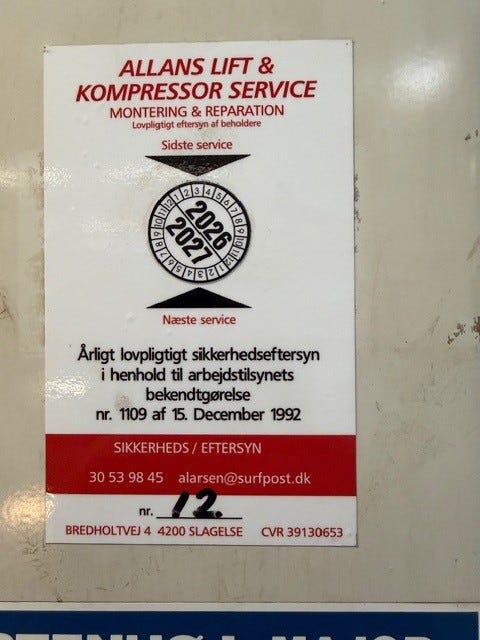 ALLANS LIFT &
KOMPRESSOR SERVICE
MONTERING & REPARATION
Lovpligtigt eftersyn af beholdere
Sidste service
2026
2027
Næste service
Årligt lovpligtigt sikkerhedseftersyn
i henhold til arbejdstilsynets
bekendtgørelse
nr. 1109 af 15. December 1992
SIKKERHEDS / EFTERSYN
30 53 98 45 alarsen@surfpost.dk
nr. 12.
BREDHOLTVEJ 4 4200 SLAGELSE CVR 39130653